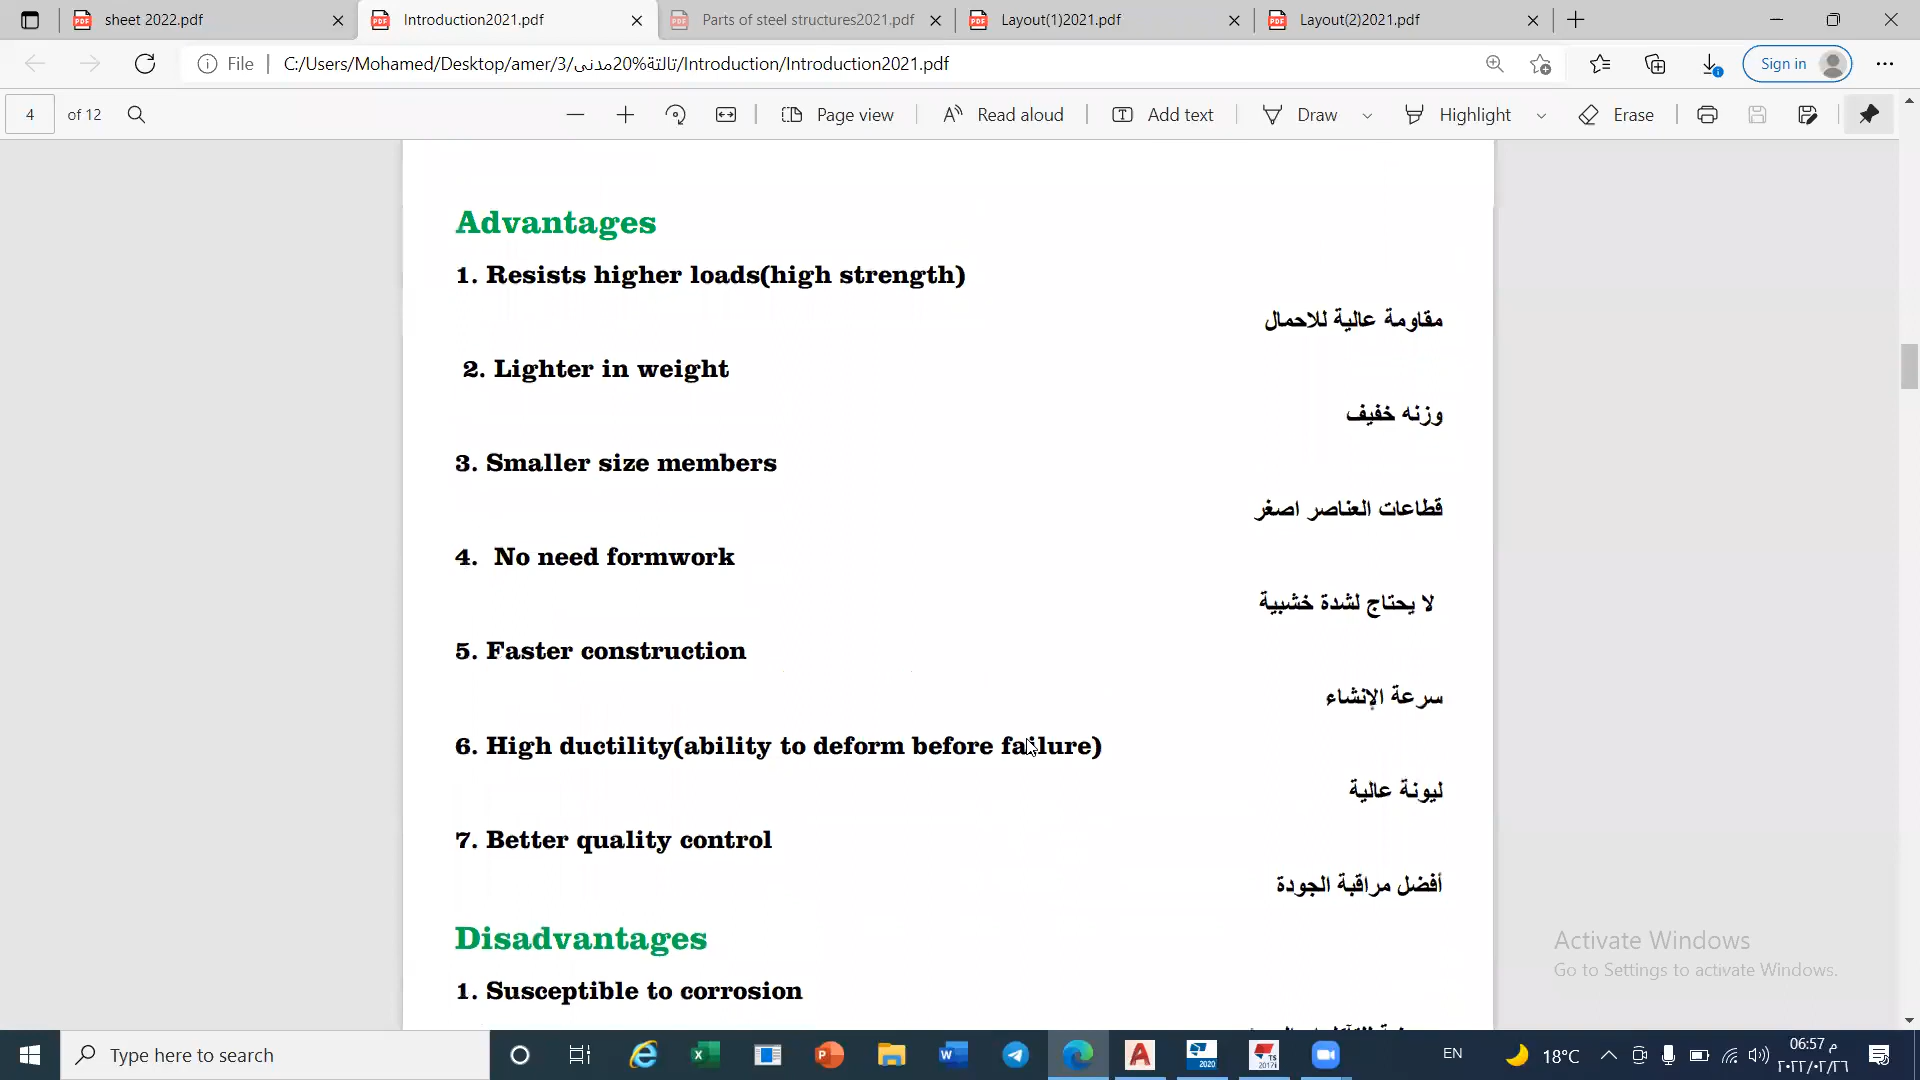 sheet 2022.pdf
Introduction2021.pdf
Parts of steel structures2021.pdf
Layout(1)2021.pdf
Layout(2)2021.pdf
File
C:/Users/Mohamed/Desktop/amer/3/تالتة%20مدنى/Introduction/Introduction2021.pdf
Sign in
4 of 12
Page view
Read aloud
Add text
Draw
Highlight
Erase
Advantages
1. Resists higher loads(high strength)
مقاومة عالية للاحمال
2. Lighter in weight
وزنه خفيف
3. Smaller size members
قطاعات العناصر اصغر
4. No need formwork
لا يحتاج لشدة خشبية
5. Faster construction
سرعة الإنشاء
6. High ductility(ability to deform before failure)
ليونة عالية
7. Better quality control
أفضل مراقبة الجودة
Disadvantages
1. Susceptible to corrosion
Activate Windows
Go to Settings to activate Windows.
Type here to search
EN
18°C
06:57 م
٢٠٢٢/٠٢/٢٦